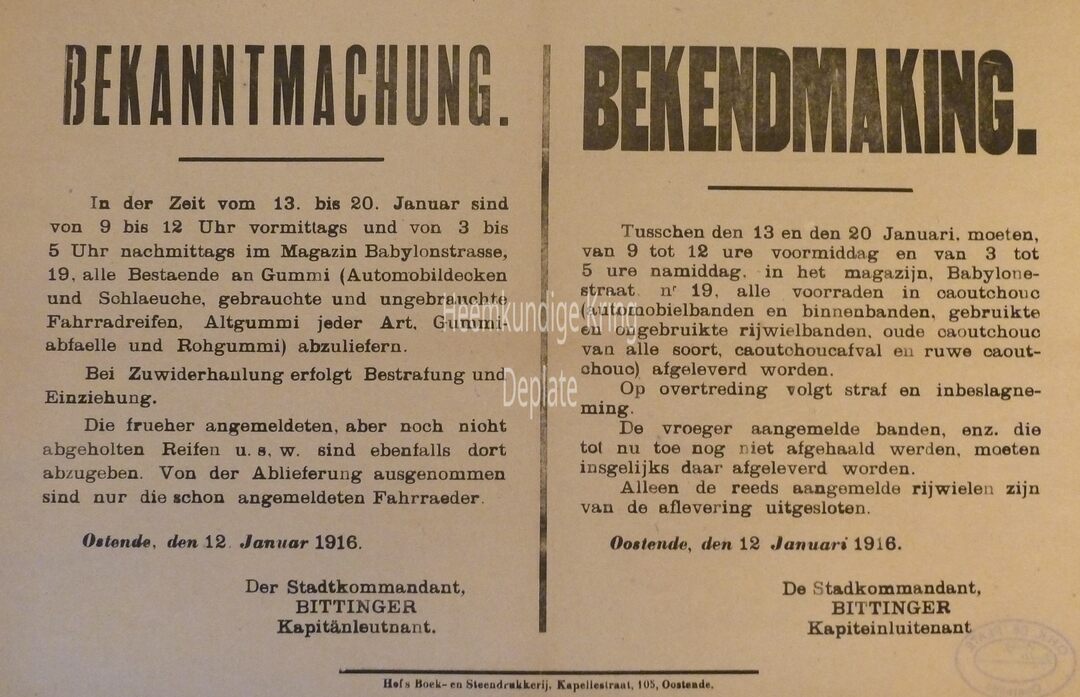 BEKANNTMACHUNG.
In der Zeit vom 13. bis 20. Januar sind
von 9 bis 12 Uhr vormittags und von 3 bis
5 Uhr nachmittags im Magazin Babylonstrasse,
19, alle Bestaende an Gummi (Automobildecken
und Schlaeuche, gebrauchte und ungebrauchte
Fahrradreifen, Altgummi jeder Art, Gummi-
abfaelle und Rohgummi) abzuliefern.
Bei Zuwiderhaulung erfolgt Bestrafung und
Einziehung.
Die frueher angemeldeten, aber noch nicht
abgeholten Reifen u. s. w. sind ebenfalls dort
abzugeben. Von der Ablieferung ausgenommen
sind nur die schon angemeldeten Fahrraeder.
Ostende, den 12. Januar 1916.
Der Stadtkommandant,
BITTINGER
Kapitänleutnant.
BEKENDMAKING.
Tusschen den 13 en den 20 Januari, moeten,
van 9 tot 12 ure voormiddag en van 3 tot
5 ure namiddag, in het magazijn, Babylone-
straat nr 19, alle voorraden in caoutchouc
(automobielbanden en binnenbanden, gebruikte
en ongebruikte rijwielbanden, oude caoutchouc
van alle soort, caoutchoucafval en ruwe caout-
chouc) afgeleverd worden.
Op overtreding volgt straf en inbeslagne-
ming.
De vroeger aangemelde banden, enz. die
tot nu toe nog niet afgehaald werden, moeten
insgelijks daar afgeleverd worden.
Alleen de reeds aangemelde rijwielen zijn
van de aflevering uitgesloten.
Oostende, den 12 Januari 1916.
De Stadkommandant,
BITTINGER
Kapiteinluitenant
Hofs Boek- en Steendrukkerij, Kapellestraat, 105, Oostende.
Heemkundige Kring
Deplate